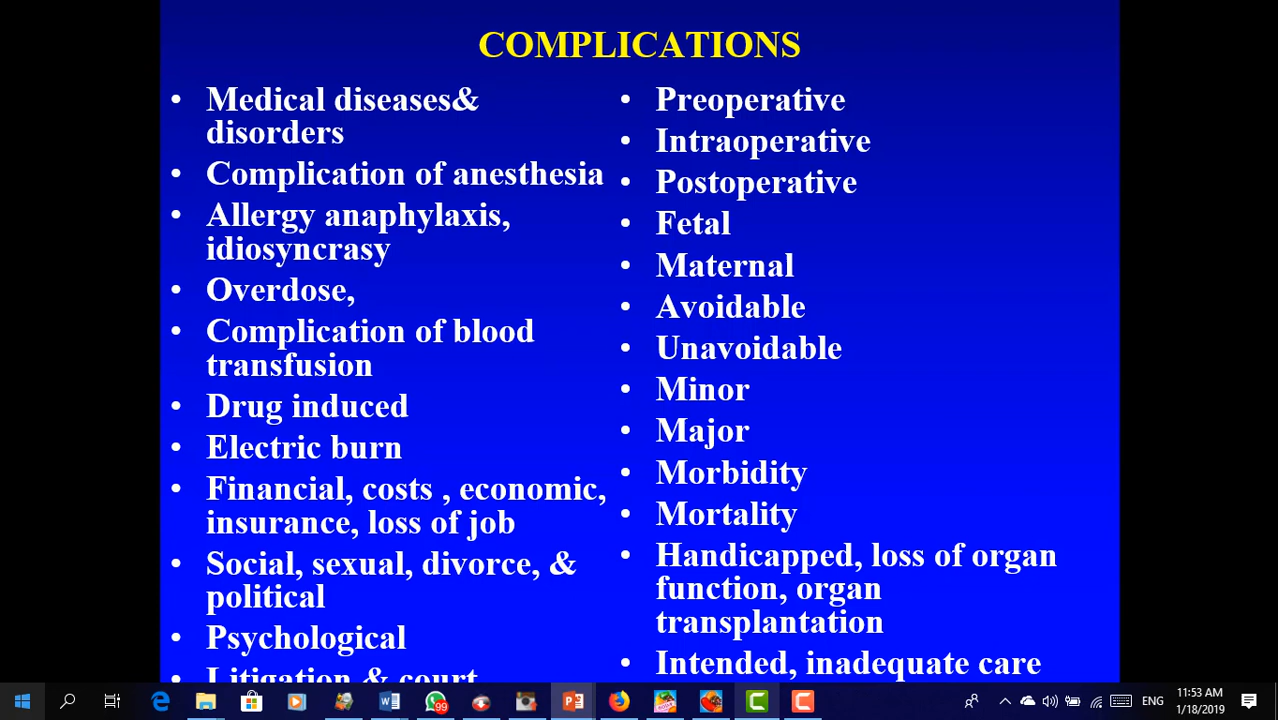 COMPLICATIONS
• Medical diseases&
disorders
• Complication of anesthesia
• Allergy anaphylaxis,
idiosyncrasy
• Overdose,
• Complication of blood
transfusion
• Drug induced
• Electric burn
• Financial, costs , economic,
insurance, loss of job
• Social, sexual, divorce, &
political
• Psychological
• Litigation & court
• Preoperative
• Intraoperative
• Postoperative
• Fetal
• Maternal
• Avoidable
• Unavoidable
• Minor
• Major
• Morbidity
• Mortality
• Handicapped, loss of organ
function, organ
transplantation
• Intended, inadequate care
99
ENG
11:53 AM
1/18/2019